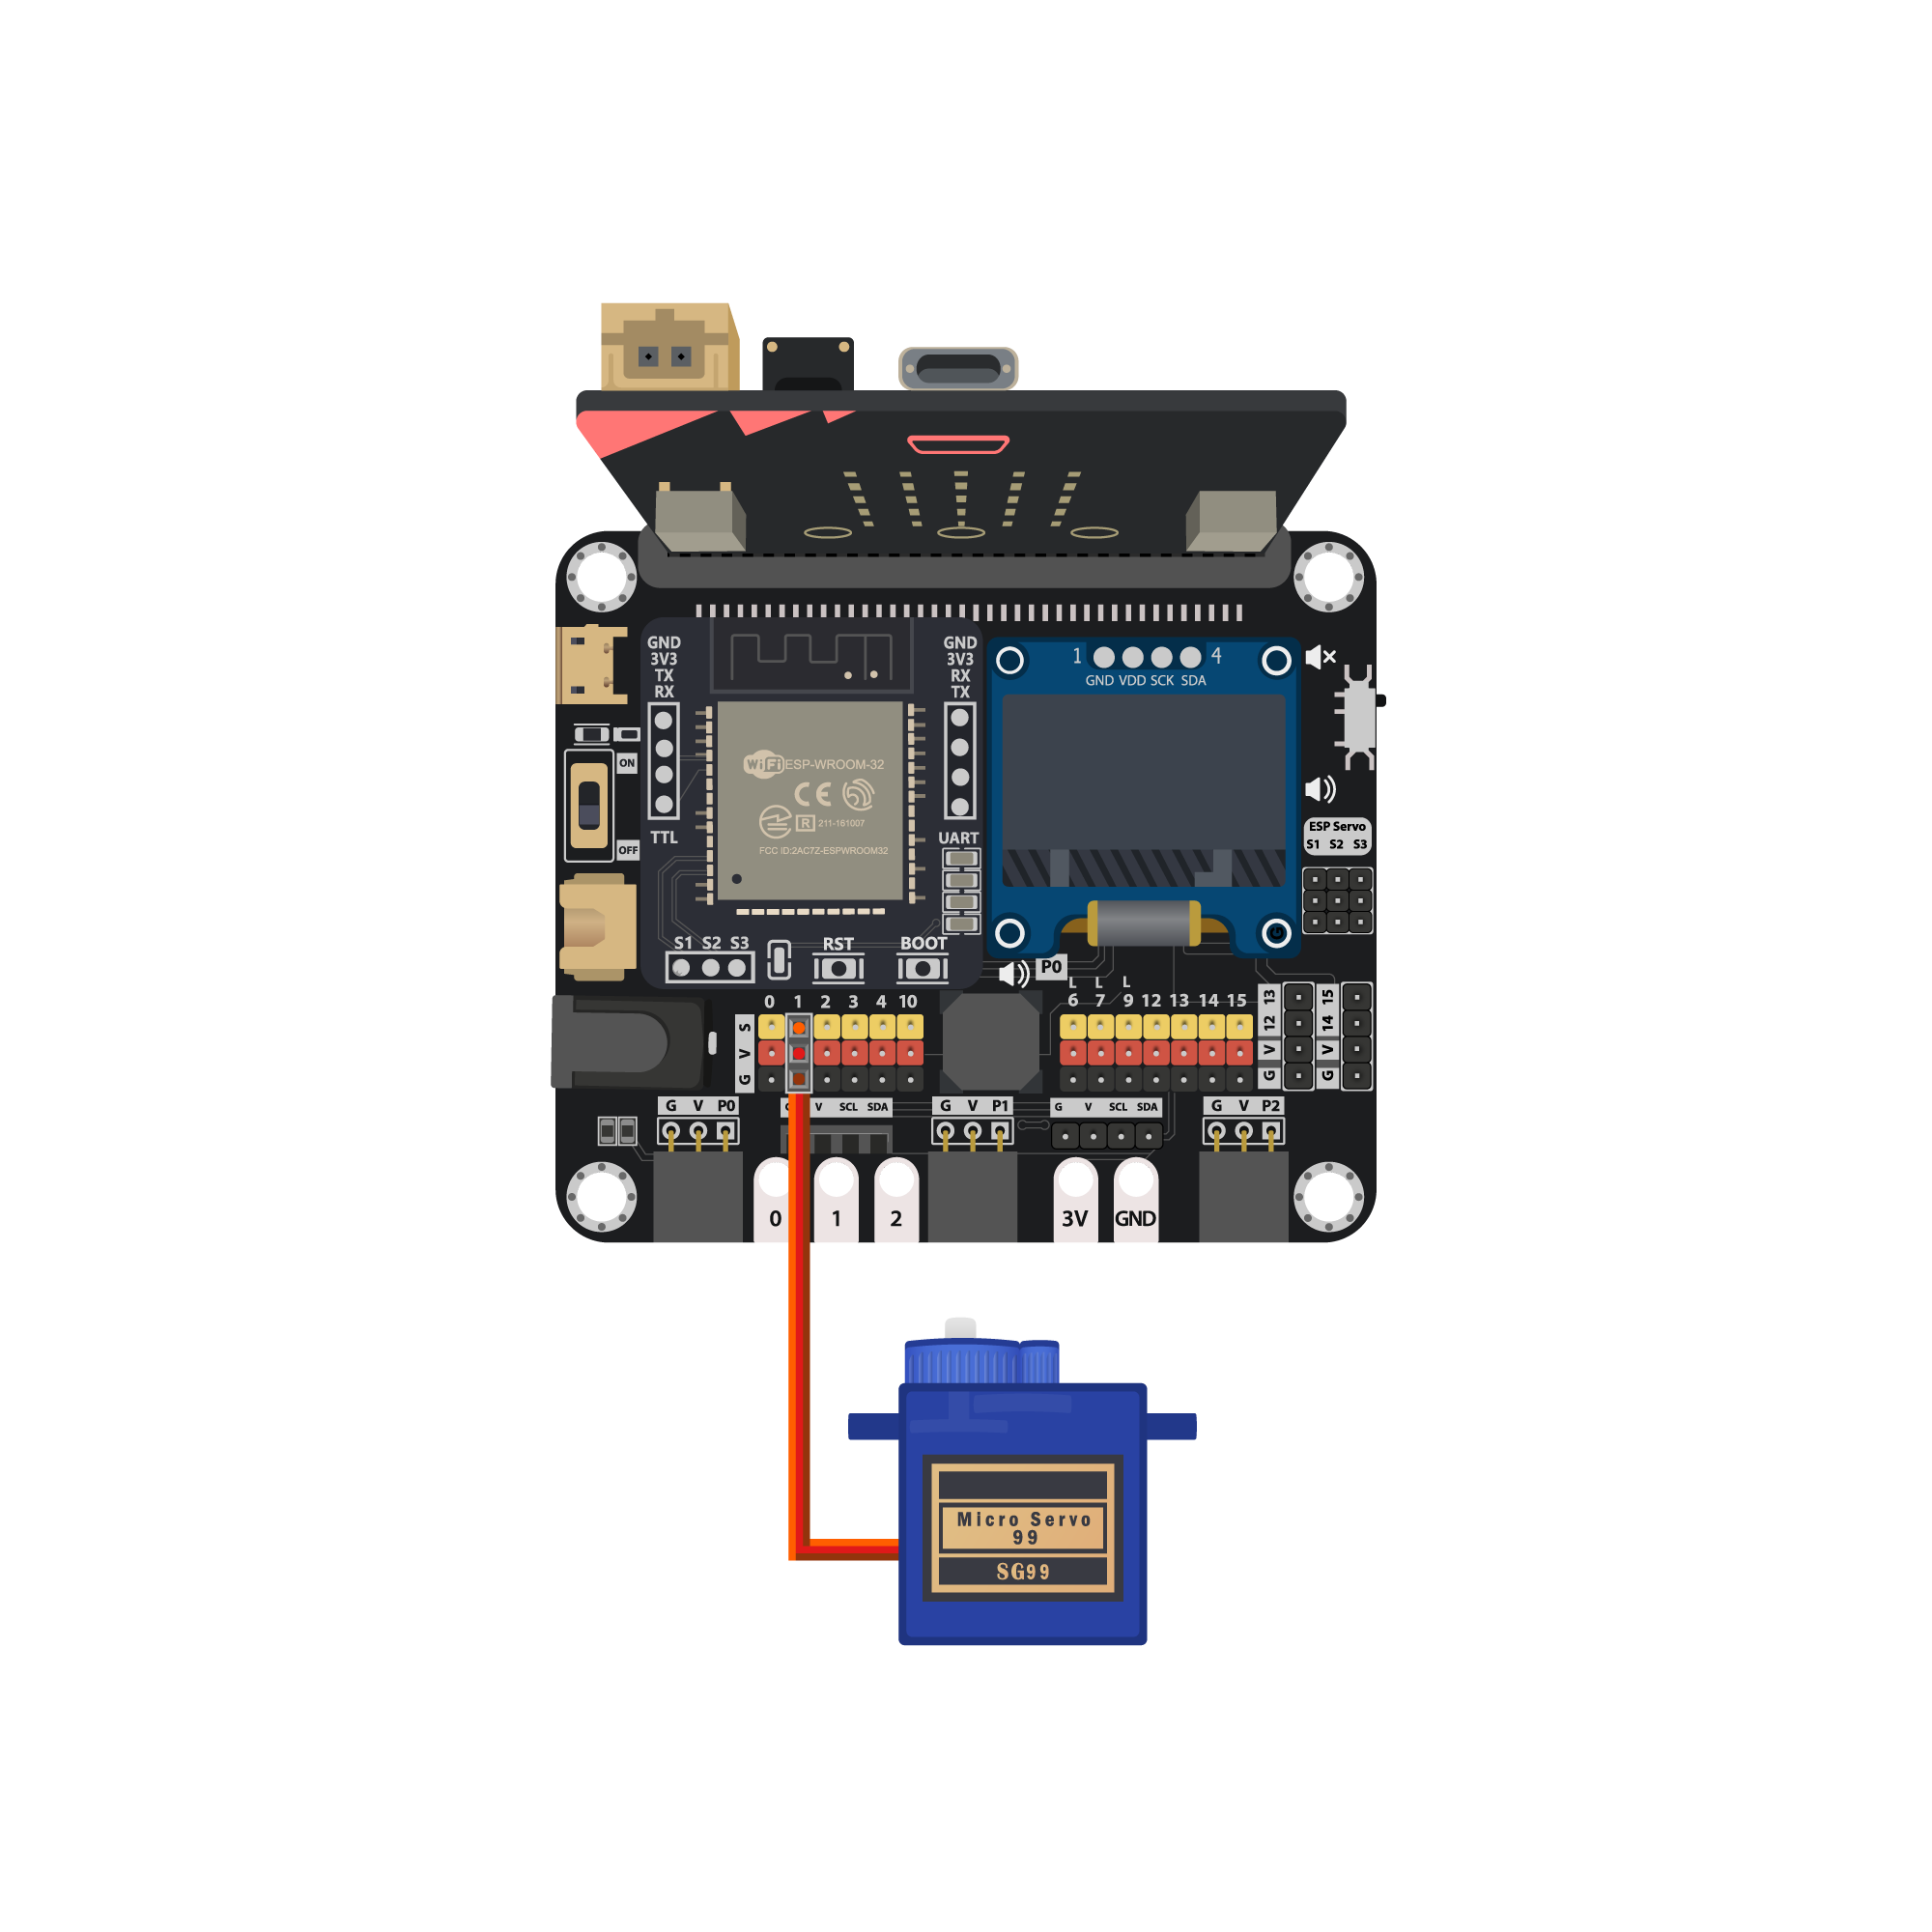 GND
3V3
TX
RX
GND
3V3
RX
TX
1 4
GND VDD SCK SDA
WiFi ESP-WROOM-32
CE
R 211-161007
FCC ID:2AC7Z-ESPWROOM32
ON
OFF
TTL
UART
ESP Servo
S1 S2 S3
S1 S2 S3
RST
BOOT
P0
G
L L L
0 1 2 3 4 10
6 7 9 12 13 14 15
S
V
G
13
12
V
G
15
14
V
G
G V P0
V SCL SDA
G V P1
G V SCL SDA
G V P2
0
1
2
3V
GND
Micro Servo
99
SG99